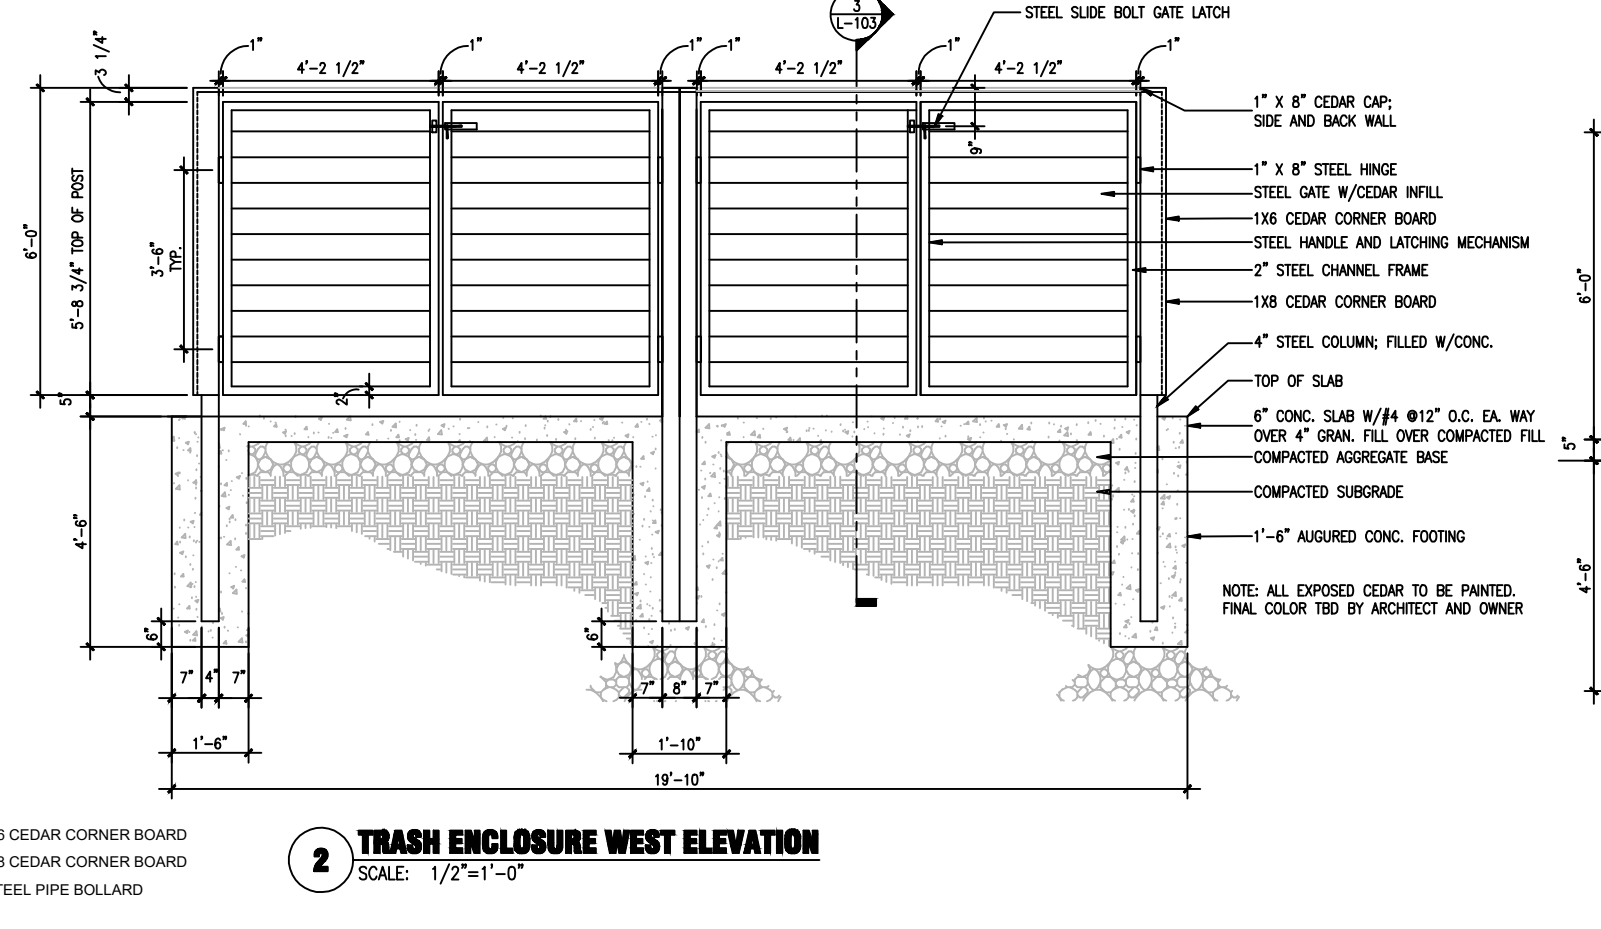 3
L-103
STEEL SLIDE BOLT GATE LATCH
1"
1"
1"
1"
1"
1"
3 1/4"
4'-2 1/2"
4'-2 1/2"
4'-2 1/2"
4'-2 1/2"
1" X 8" CEDAR CAP;
SIDE AND BACK WALL
9"
1" X 8" STEEL HINGE
STEEL GATE W/CEDAR INFILL
1X6 CEDAR CORNER BOARD
STEEL HANDLE AND LATCHING MECHANISM
2" STEEL CHANNEL FRAME
1X8 CEDAR CORNER BOARD
4" STEEL COLUMN; FILLED W/CONC.
TOP OF SLAB
6" CONC. SLAB W/#4 @12" O.C. EA. WAY
OVER 4" GRAN. FILL OVER COMPACTED FILL
COMPACTED AGGREGATE BASE
COMPACTED SUBGRADE
1'-6" AUGURED CONC. FOOTING
NOTE: ALL EXPOSED CEDAR TO BE PAINTED.
FINAL COLOR TBD BY ARCHITECT AND OWNER
6'-0"
5'-8 3/4" TOP OF POST
3'-6"
TYP.
2"
5"
4'-6"
6"
6"
6'-0"
5"
4'-6"
7"
4"
7"
7"
8"
7"
1'-6"
1'-10"
19'-10"
6 CEDAR CORNER BOARD
8 CEDAR CORNER BOARD
TEEL PIPE BOLLARD
2
TRASH ENCLOSURE WEST ELEVATION
SCALE: 1/2"=1'-0"